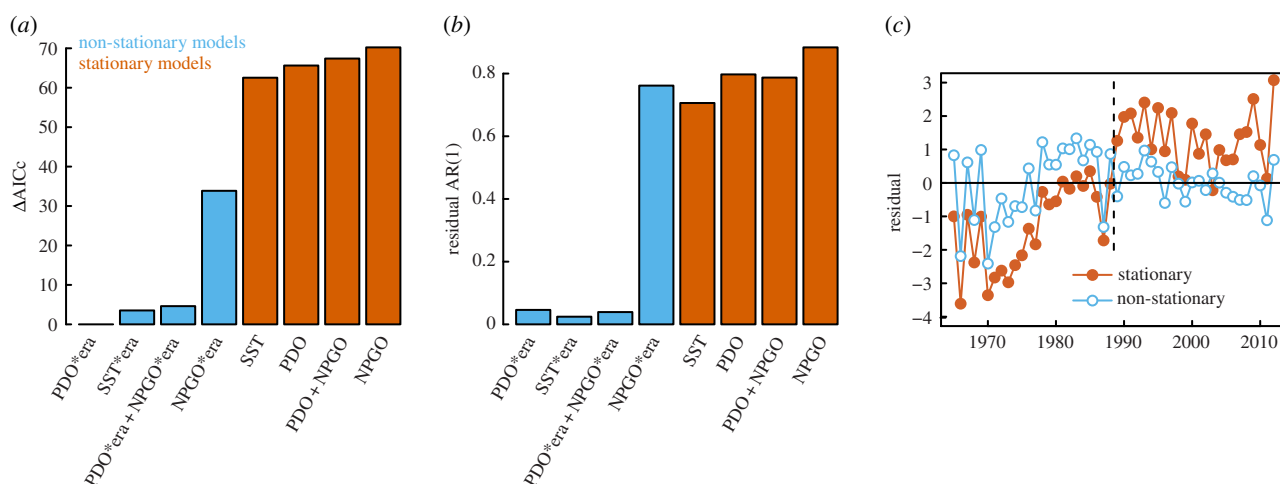 (a)
non-stationary models
stationary models
70
60
50
40
30
20
10
0
ΔAICc
PDO*era
SST*era
PDO*era + NPGO*era
NPGO*era
SST
PDO
PDO + NPGO
NPGO
(b)
0.8
0.6
0.4
0.2
0
residual AR(1)
PDO*era
SST*era
PDO*era + NPGO*era
NPGO*era
SST
PDO
PDO + NPGO
NPGO
(c)
3
2
1
0
−1
−2
−3
−4
residual
stationary
non-stationary
1970 1980 1990 2000 2010